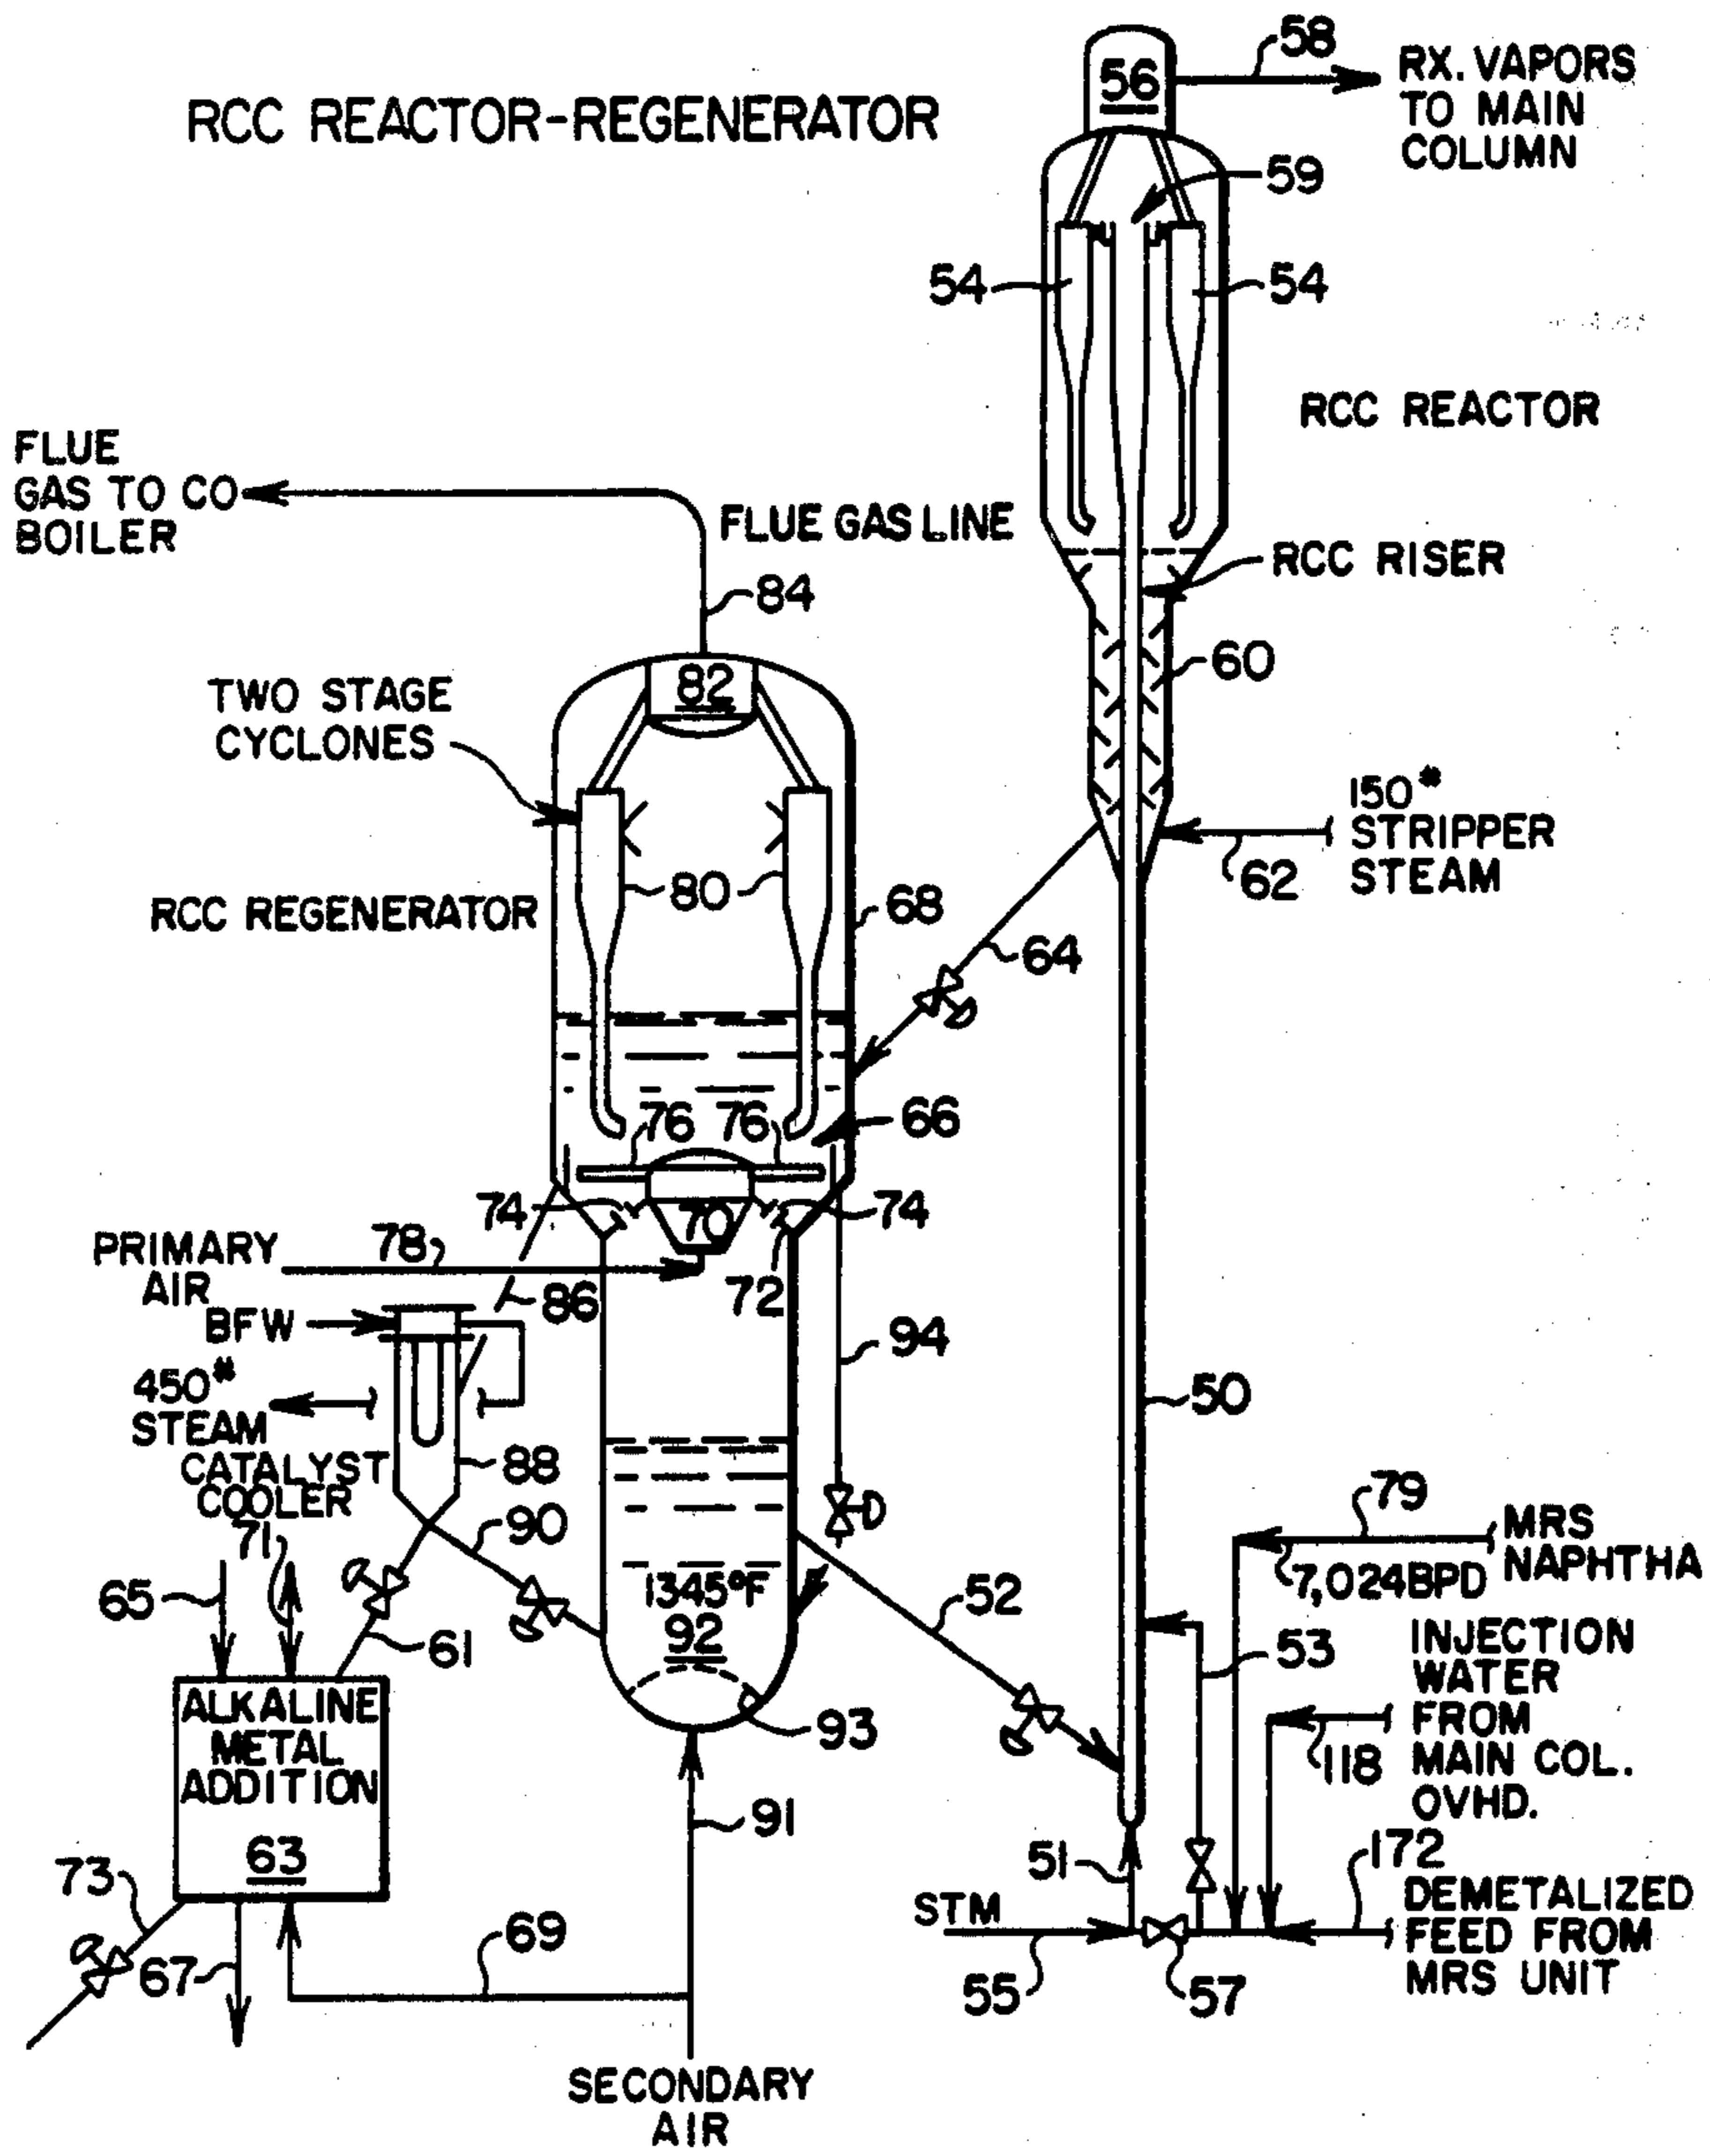 58
56
RX. VAPORS
TO MAIN
COLUMN
RCC REACTOR-REGENERATOR
59
54
54
RCC REACTOR
FLUE
GAS TO CO
BOILER
FLUE GAS LINE
RCC RISER
84
60
82
TWO STAGE
CYCLONES
150#
STRIPPER
STEAM
62
80
68
RCC REGENERATOR
64
76
76
66
74
70
74
78
PRIMARY
AIR
72
86
BFW
94
450#
STEAM
50
CATALYST
COOLER
88
79
MRS
NAPHTHA
7,024BPD
90
71
65
1345°F
92
52
61
53
INJECTION
WATER
FROM
MAIN COL.
OVHD.
118
ALKALINE
METAL
ADDITION
63
93
91
51
172
73
STM
DEMETALIZED
FEED FROM
MRS UNIT
69
67
55
57
SECONDARY
AIR